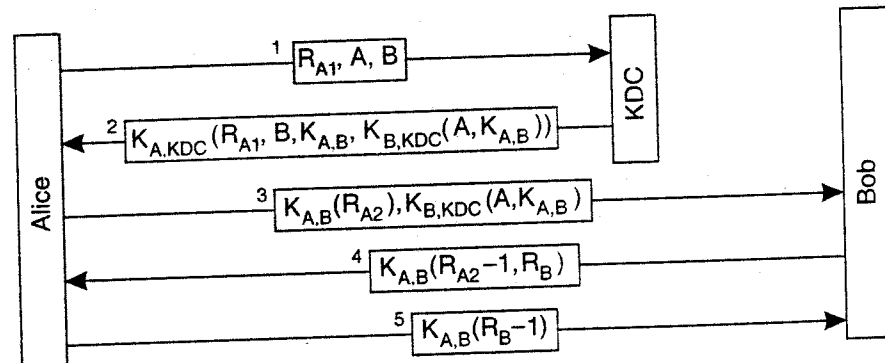 1 R_A1, A, B
KDC
2 K_A,KDC(R_A1, B, K_A,B, K_B,KDC(A, K_A,B))
Alice
3 K_A,B(R_A2), K_B,KDC(A, K_A,B)
Bob
4 K_A,B(R_A2−1, R_B)
5 K_A,B(R_B−1)